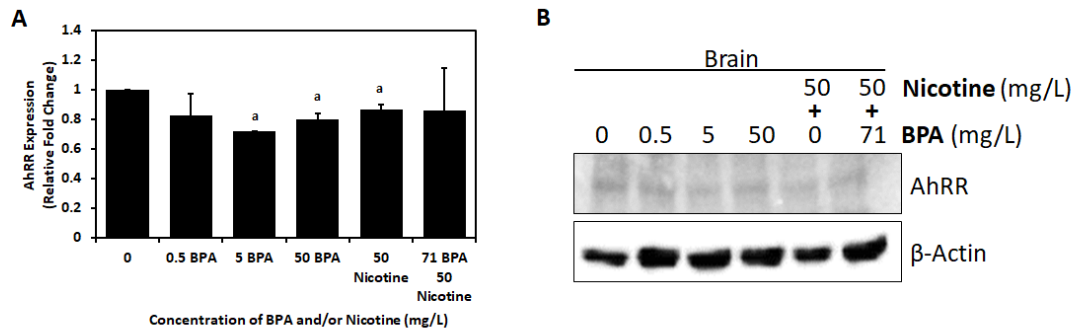 A
1.4
1.2
1
0.8
0.6
0.4
0.2
0
AhRR Expression
(Relative Fold Change)
a
a
a
0
0.5 BPA
5 BPA
50 BPA
50
Nicotine
71 BPA
50
Nicotine
Concentration of BPA and/or Nicotine (mg/L)
B
Brain
50 50 Nicotine (mg/L)
+ +
0 0.5 5 50 0 71 BPA (mg/L)
AhRR
β-Actin